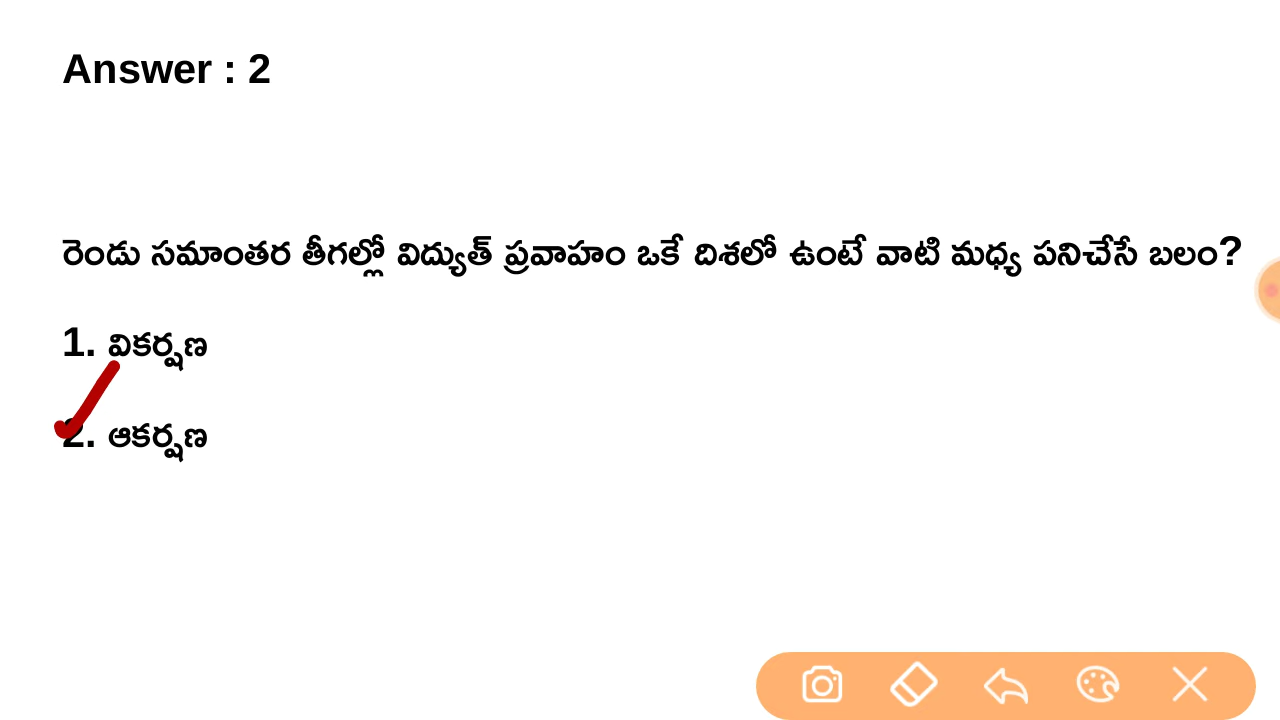 Answer : 2
రెండు సమాంతర తీగల్లో విద్యుత్ ప్రవాహం ఒకే దిశలో ఉంటే వాటి మధ్య పనిచేసే బలం?
1. వికర్షణ
2. ఆకర్షణ